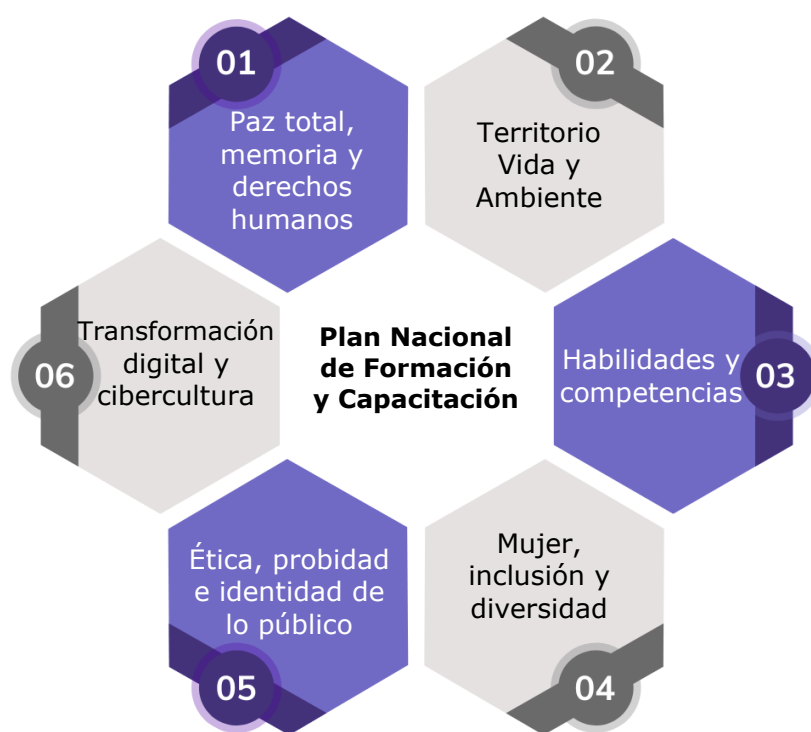 01
Paz total,
memoria y
derechos
humanos
02
Territorio
Vida y
Ambiente
03
Habilidades y
competencias
04
Mujer,
inclusión y
diversidad
05
Ética, probidad
e identidad de
lo público
06
Transformación
digital y
cibercultura
Plan Nacional
de Formación
y Capacitación